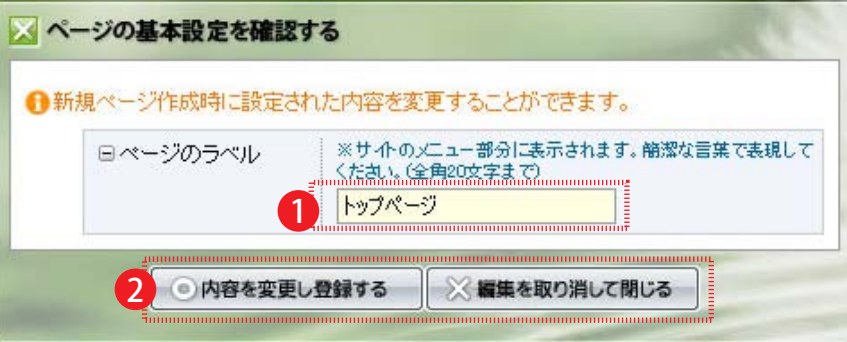 ページの基本設定を確認する
新規ページ作成時に設定された内容を変更することができます。
ページのラベル
※サイトのメニュー部分に表示されます。簡潔な言葉で表現して
ください。(全角20文字まで)
1
トップページ
2
内容を変更し登録する
編集を取り消して閉じる